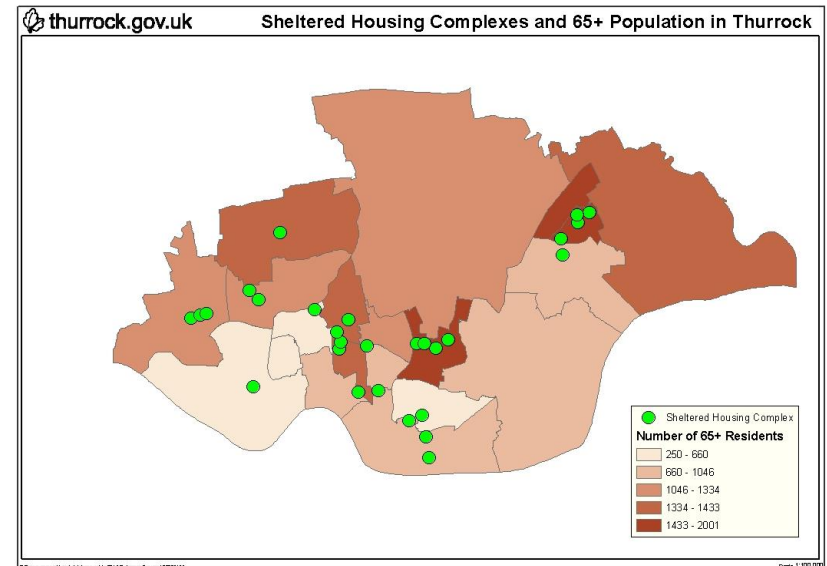 thurrock.gov.uk
Sheltered Housing Complexes and 65+ Population in Thurrock
Sheltered Housing Complex
Number of 65+ Residents
250 - 660
660 - 1046
1046 - 1334
1334 - 1433
1433 - 2001